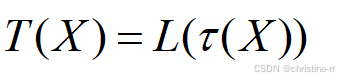 T(X) = L(τ(X))
CSDN @christine-rr